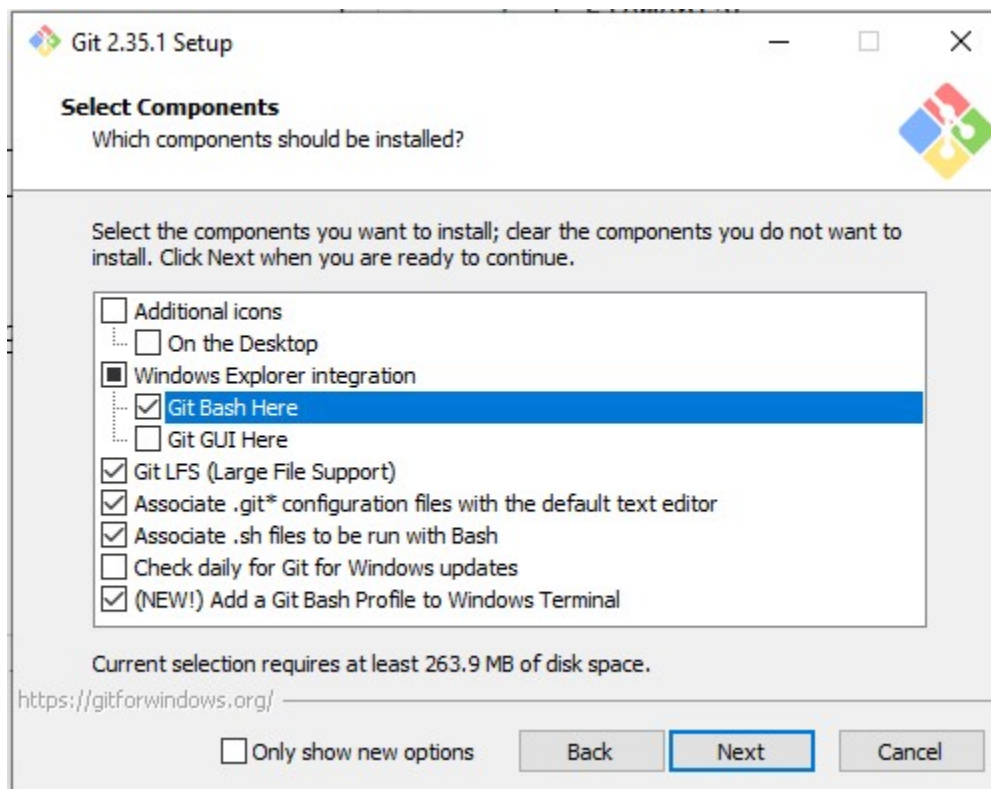 Git 2.35.1 Setup
Select Components
Which components should be installed?
Select the components you want to install; clear the components you do not want to
install. Click Next when you are ready to continue.
Additional icons
On the Desktop
Windows Explorer integration
Git Bash Here
Git GUI Here
Git LFS (Large File Support)
Associate .git* configuration files with the default text editor
Associate .sh files to be run with Bash
Check daily for Git for Windows updates
(NEW!) Add a Git Bash Profile to Windows Terminal
Current selection requires at least 263.9 MB of disk space.
https://gitforwindows.org/
Only show new options
Back
Next
Cancel